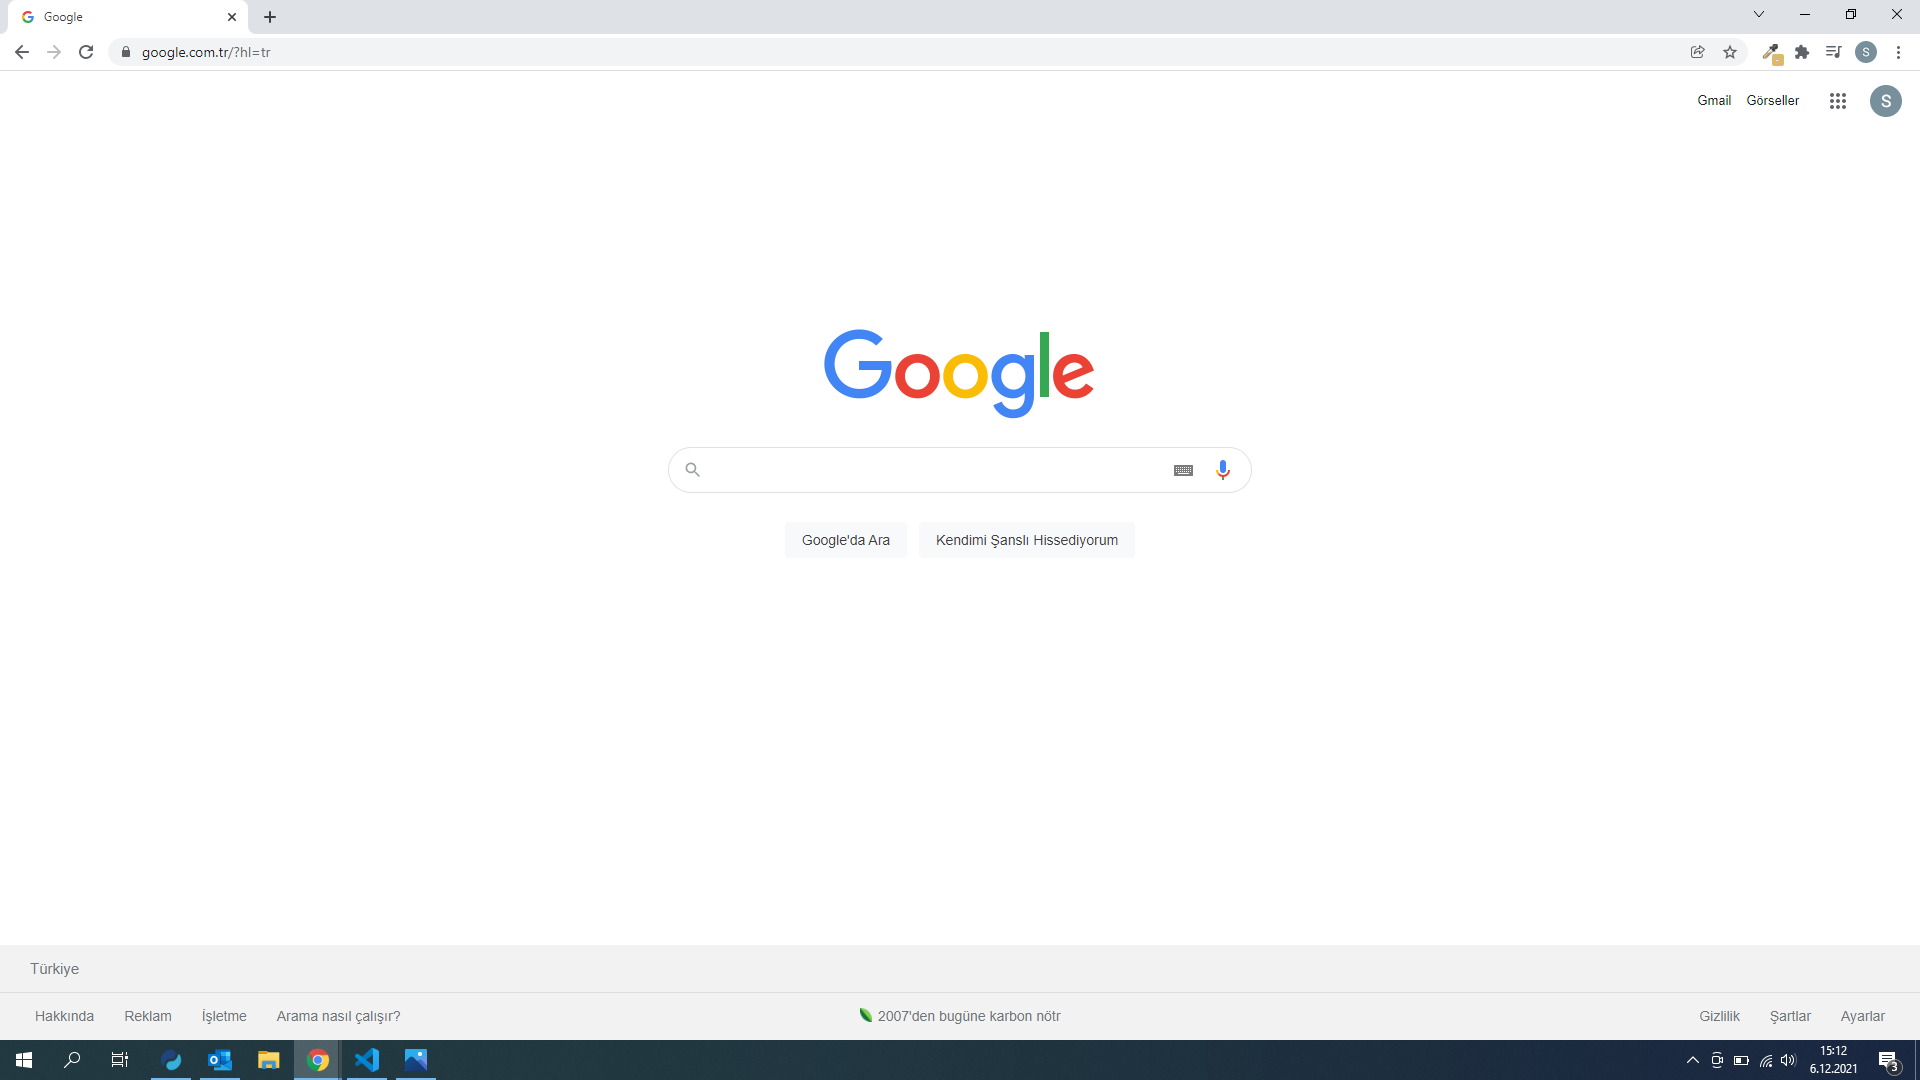 Google
google.com.tr/?hl=tr
S
Gmail Görseller
S
Google
Google'da Ara Kendimi Şanslı Hissediyorum
Türkiye
Hakkında Reklam İşletme Arama nasıl çalışır? 2007'den bugüne karbon nötr Gizlilik Şartlar Ayarlar
15:12
6.12.2021
3